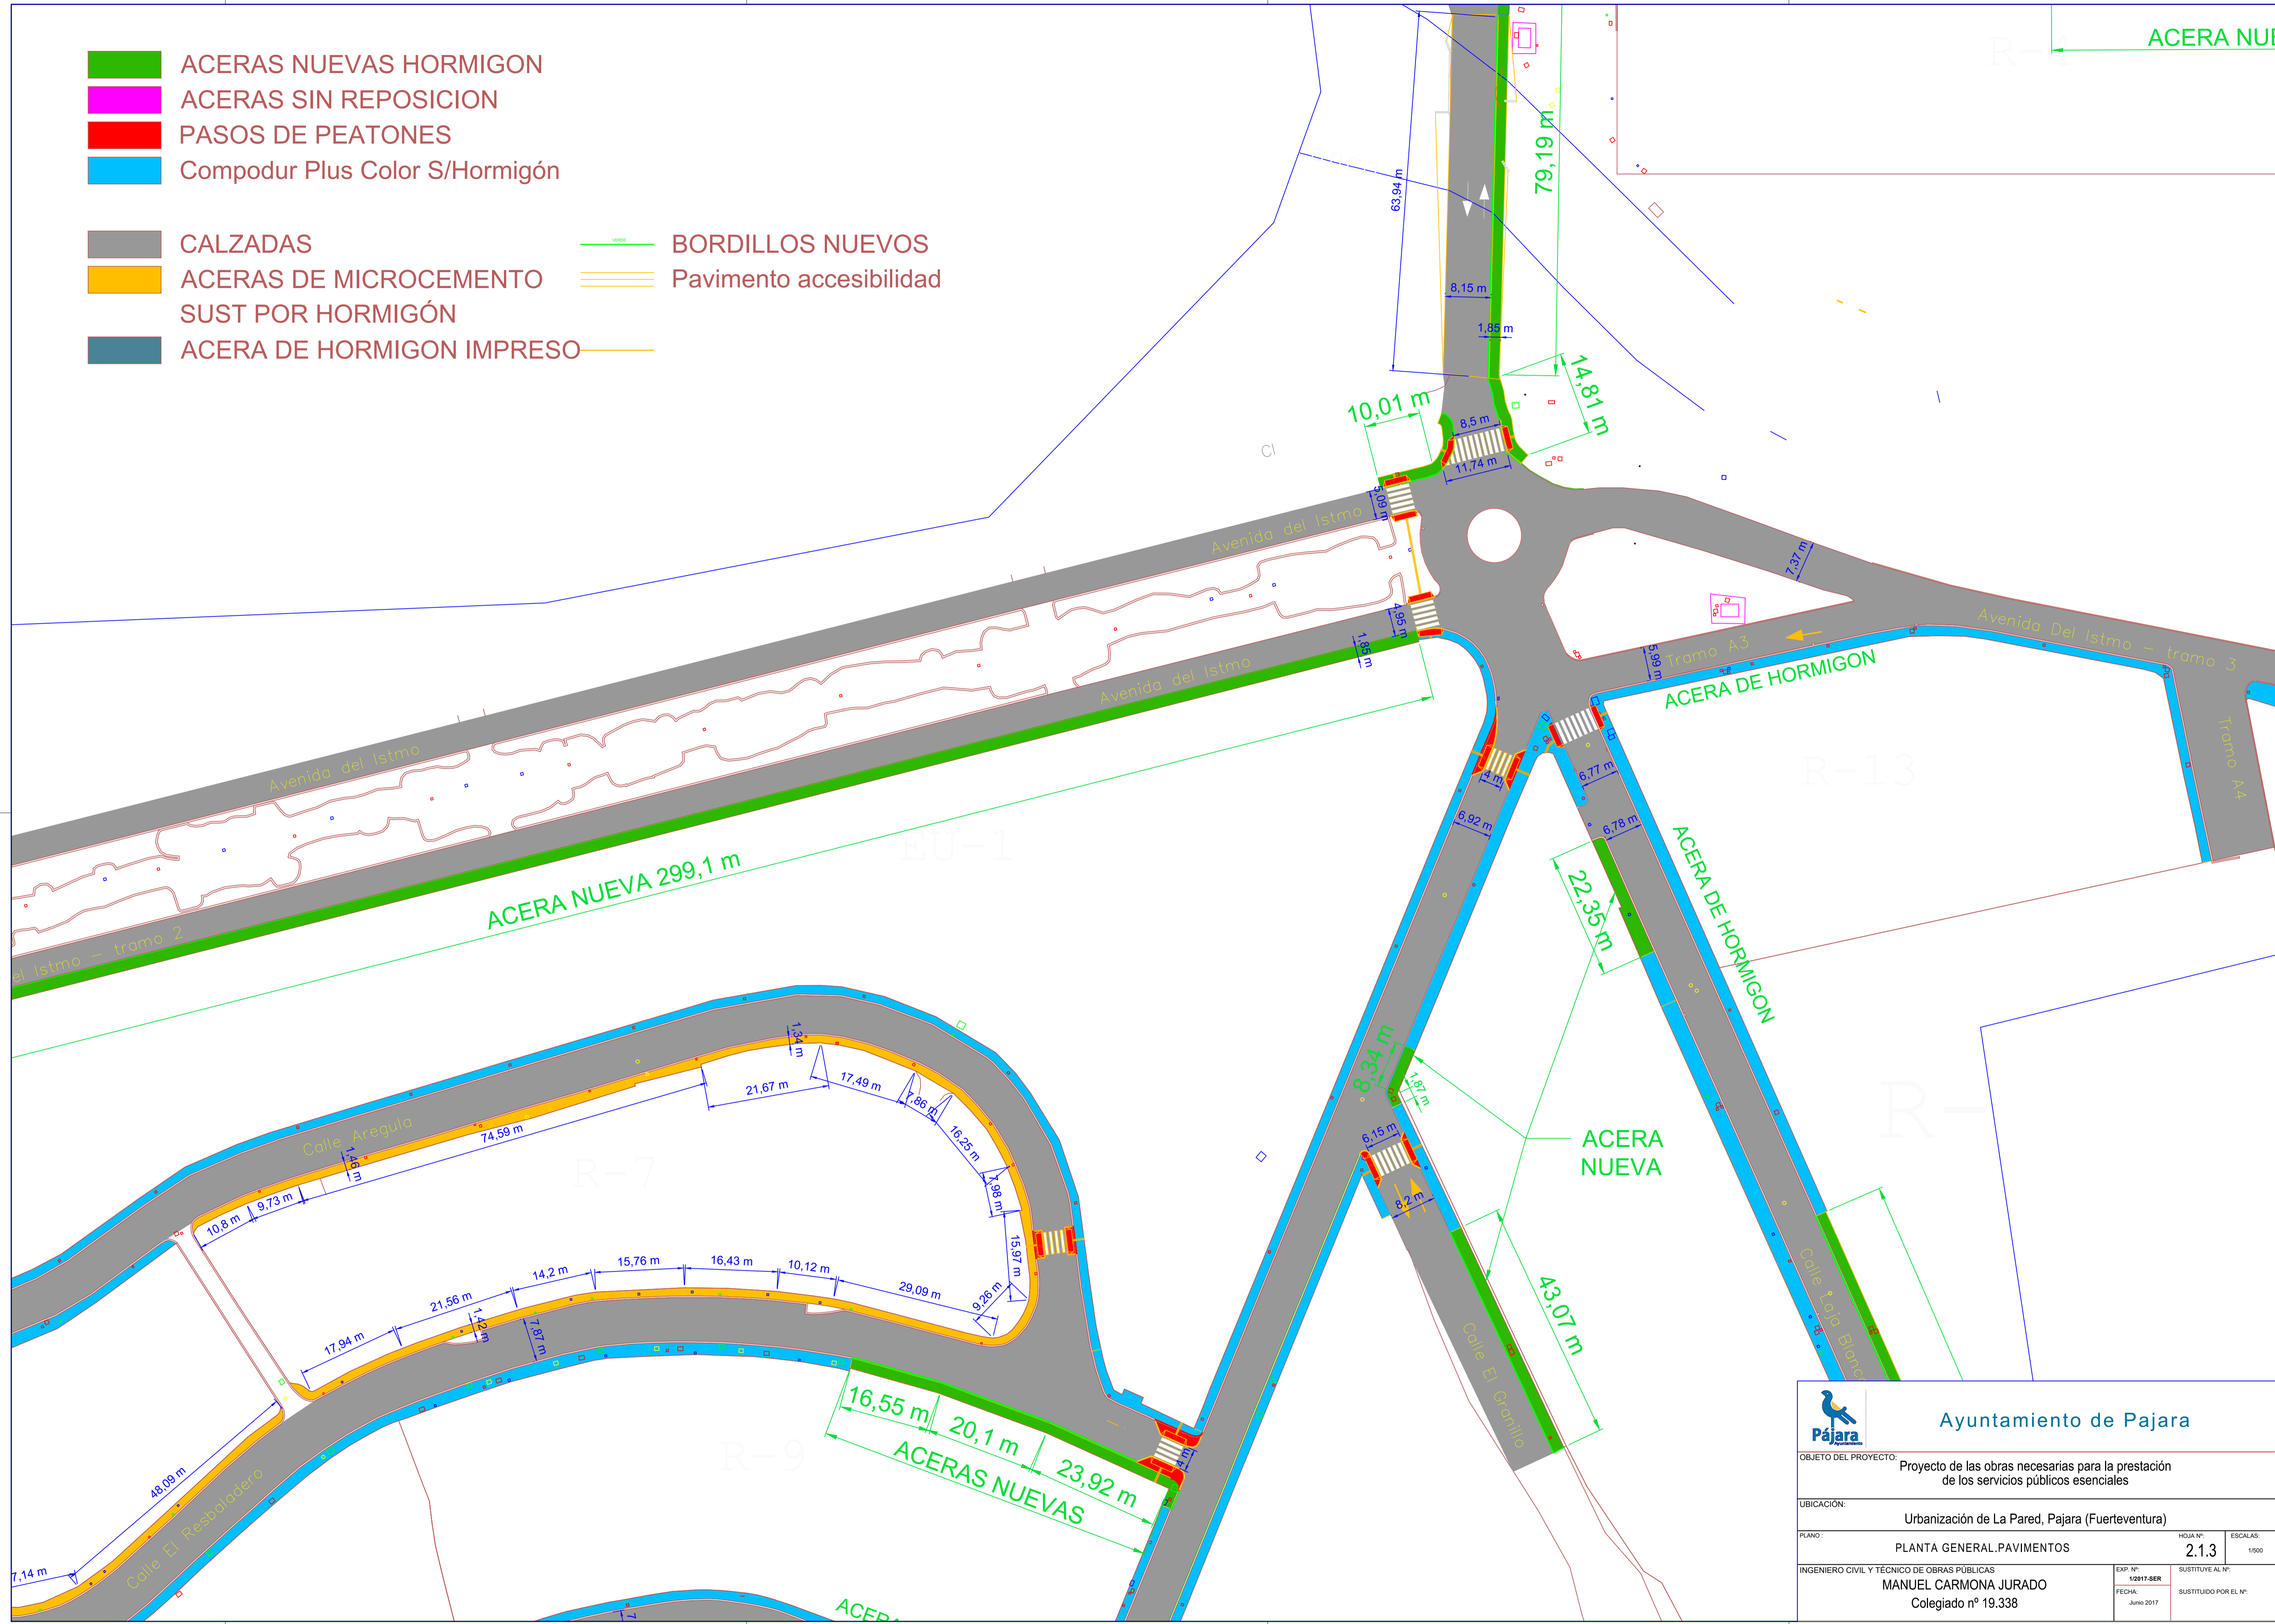 ACERAS NUEVAS HORMIGON
ACERAS SIN REPOSICION
PASOS DE PEATONES
Compodur Plus Color S/Hormigón
CALZADAS
BORDILLOS NUEVOS
ACERAS DE MICROCEMENTO
Pavimento accesibilidad
SUST POR HORMIGÓN
ACERA DE HORMIGON IMPRESO
ACERA NUE
63,94 m
79,19 m
8,15 m
1,85 m
14,81 m
10,01 m
8,5 m
11,74 m
Cl
5,09 m
4,95 m
1,85 m
7,37 m
5,99 m
Avenida del Istmo
Avenida del Istmo
Avenida del Istmo
Avenida Del Istmo - tramo 3
Tramo A3
Tramo A4
ACERA DE HORMIGON
R-13
EU-1
ACERA NUEVA 299,1 m
el Istmo - tramo 2
4 m
6,77 m
6,92 m
6,78 m
22,35 m
ACERA DE HORMIGON
R-
8,34 m
1,87 m
6,15 m
8,2 m
ACERA
NUEVA
43,07 m
Calle El Granillo
Calle Laja Blanca
Calle Aregula
1,34 m
21,67 m
17,49 m
7,86 m
16,25 m
7,98 m
15,97 m
9,26 m
74,59 m
1,46 m
9,73 m
10,8 m
R-7
14,2 m
15,76 m
16,43 m
10,12 m
29,09 m
21,56 m
1,42 m
7,87 m
17,94 m
48,09 m
7,14 m
Calle El Resbaladero
R-9
16,55 m
20,1 m
23,92 m
ACERAS NUEVAS
4 m
7
ACERA
Pájara
Ayuntamiento
Ayuntamiento de Pajara
OBJETO DEL PROYECTO:
Proyecto de las obras necesarias para la prestación
de los servicios públicos esenciales
UBICACIÓN:
Urbanización de La Pared, Pajara (Fuerteventura)
PLANO :
PLANTA GENERAL.PAVIMENTOS
HOJA Nº:
2.1.3
ESCALAS:
1/500
INGENIERO CIVIL Y TÉCNICO DE OBRAS PÚBLICAS
MANUEL CARMONA JURADO
Colegiado nº 19.338
EXP. Nº:
1/2017-SER
FECHA:
Junio 2017
SUSTITUYE AL Nº:
SUSTITUIDO POR EL Nº: